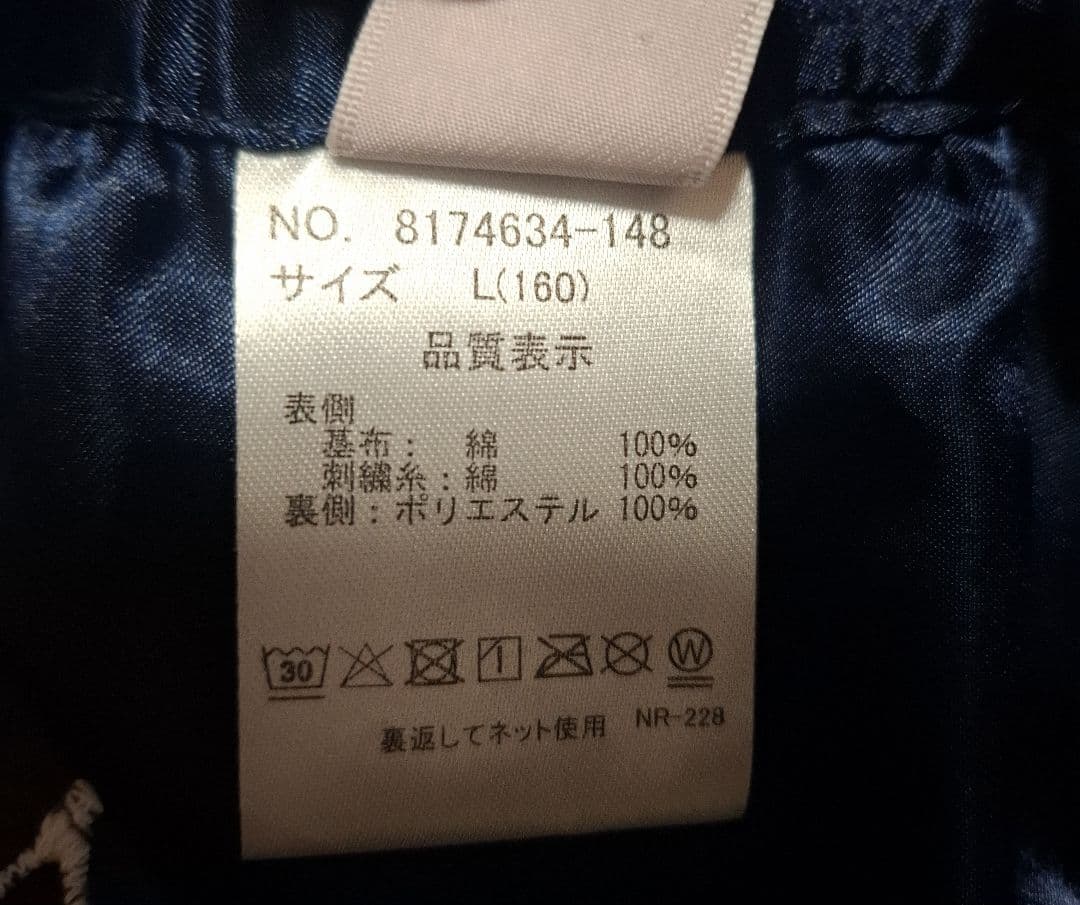 NO. 8174634-148
サイズ L(160)
品質表示
表側
基布: 綿 100%
刺繍糸: 綿 100%
裏側: ポリエステル 100%
30 1 W
裏返してネット使用 NR-228